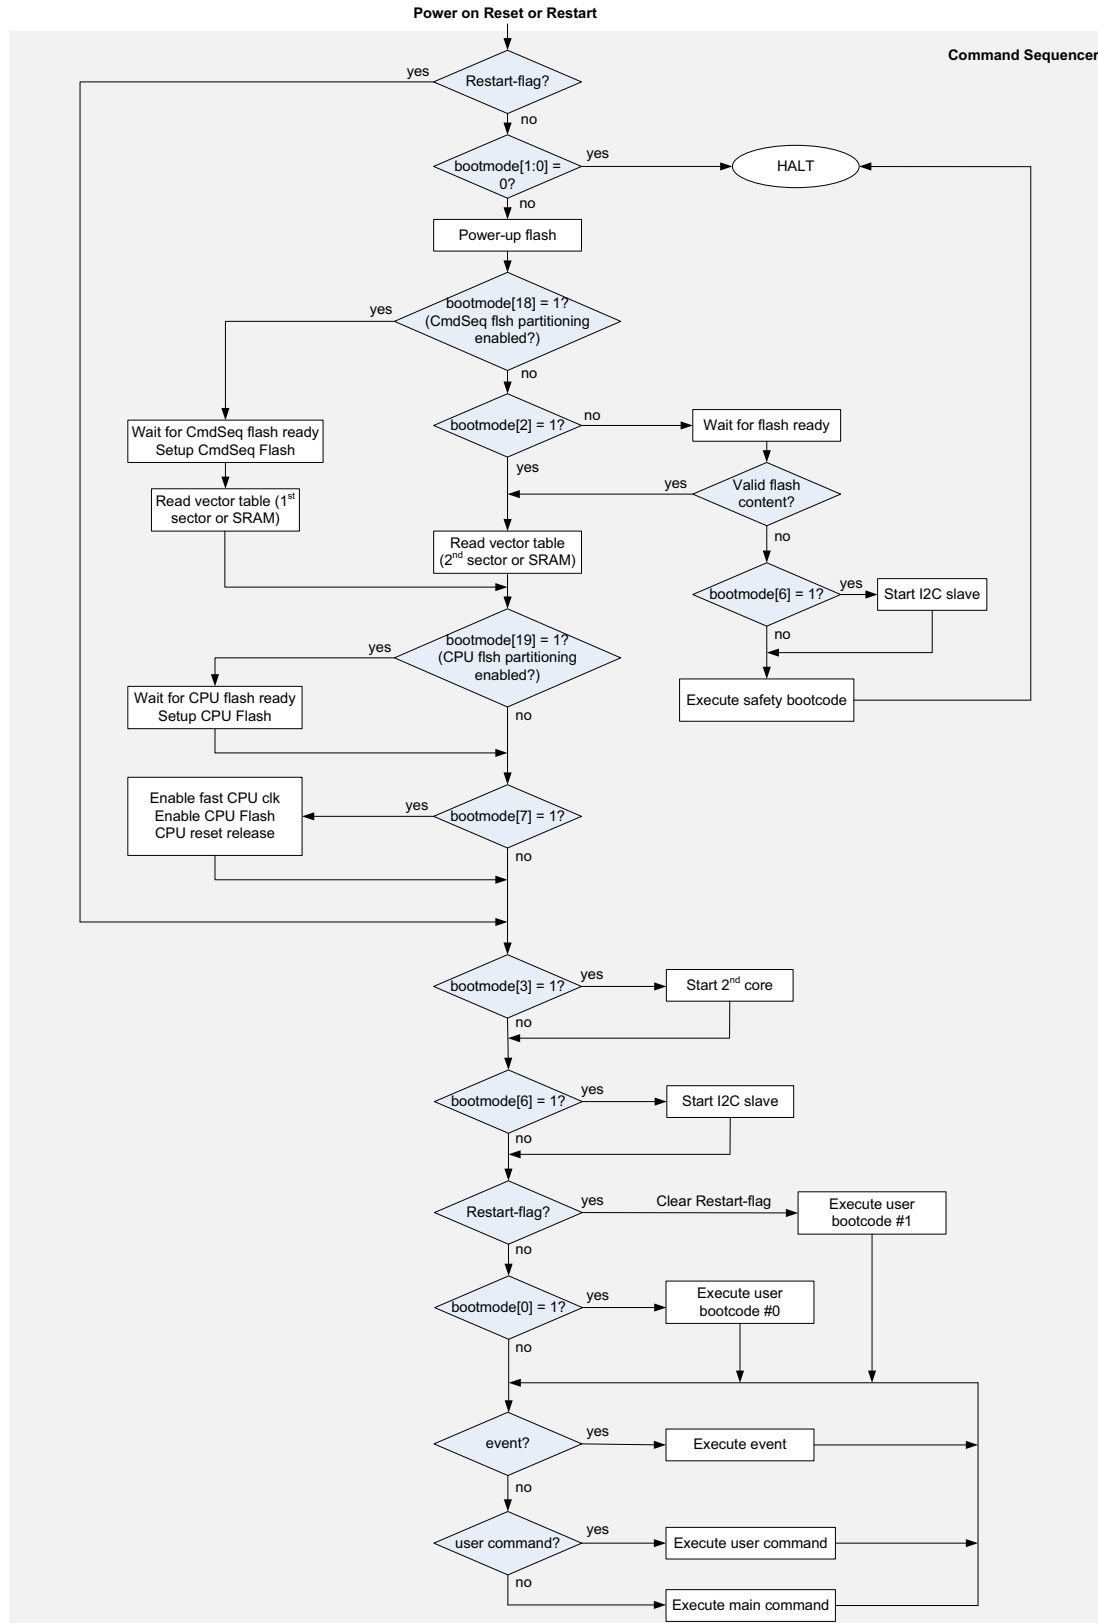 Power on Reset or Restart
Command Sequencer
Restart-flag?
yes
no
bootmode[1:0] =
0?
yes
HALT
no
Power-up flash
bootmode[18] = 1?
(CmdSeq flsh partitioning
enabled?)
yes
no
Wait for CmdSeq flash ready
Setup CmdSeq Flash
bootmode[2] = 1?
no
Wait for flash ready
yes
Read vector table (1st
sector or SRAM)
Valid flash
content?
yes
no
Read vector table
(2nd sector or SRAM)
bootmode[6] = 1?
yes
Start I2C slave
no
Execute safety bootcode
bootmode[19] = 1?
(CPU flsh partitioning
enabled?)
yes
no
Wait for CPU flash ready
Setup CPU Flash
bootmode[7] = 1?
yes
Enable fast CPU clk
Enable CPU Flash
CPU reset release
no
bootmode[3] = 1?
yes
Start 2nd core
no
bootmode[6] = 1?
yes
Start I2C slave
no
Restart-flag?
yes
Clear Restart-flag
Execute user
bootcode #1
no
bootmode[0] = 1?
yes
Execute user
bootcode #0
no
event?
yes
Execute event
no
user command?
yes
Execute user command
no
Execute main command